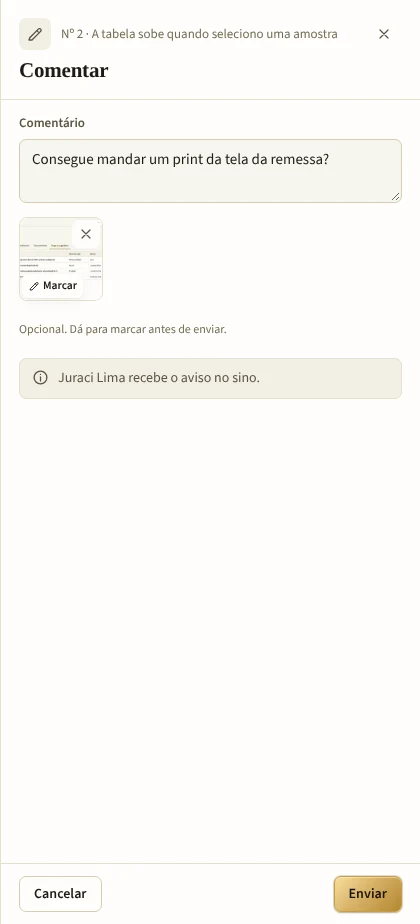 Nº 2 · A tabela sobe quando seleciono uma amostra
Comentar
Comentário
Consegue mandar um print da tela da remessa?
Marcar
Opcional. Dá para marcar antes de enviar.
Juraci Lima recebe o aviso no sino.
Cancelar
Enviar